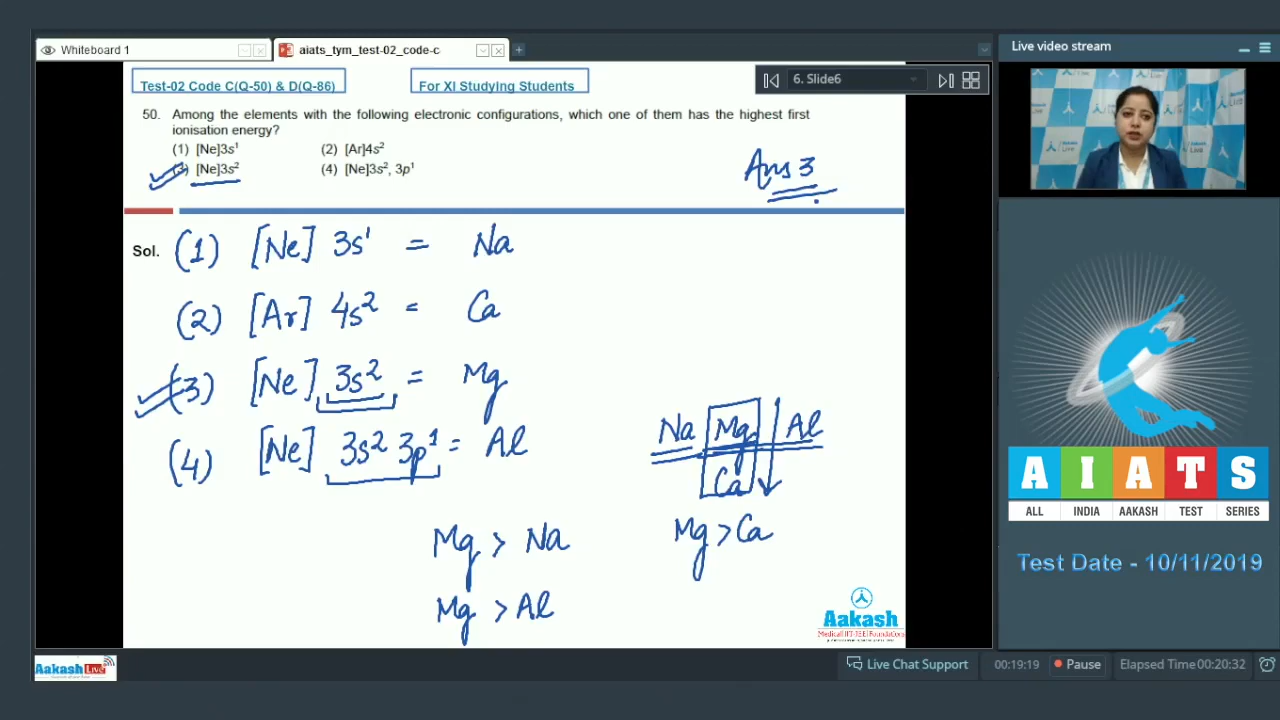 Whiteboard 1
aiats_tym_test-02_code-c
Live video stream
Test-02 Code C(Q-50) & D(Q-86)
For XI Studying Students
6. Slide6
50. Among the elements with the following electronic configurations, which one of them has the highest first
ionisation energy?
(1) [Ne]3s¹ (2) [Ar]4s²
(3) [Ne]3s² (4) [Ne]3s², 3p¹
Ans 3
Sol. (1) [Ne] 3s¹ = Na
(2) [Ar] 4s² = Ca
(3) [Ne] 3s² = Mg
(4) [Ne] 3s² 3p¹ = Al
Na Mg Al
Ca
Mg > Na
Mg > Ca
Mg > Al
Aakash
Medical|IIT-JEE|Foundations
AIATS
ALL INDIA AAKASH TEST SERIES
Test Date - 10/11/2019
Aakash Live
Live Chat Support
00:19:19
Pause
Elapsed Time 00:20:32